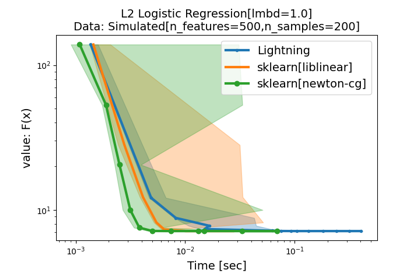 L2 Logistic Regression[lmbd=1.0]
Data: Simulated[n_features=500,n_samples=200]
Lightning
sklearn[liblinear]
sklearn[newton-cg]
value: F(x)
10²
10¹
10⁻³
10⁻²
10⁻¹
Time [sec]